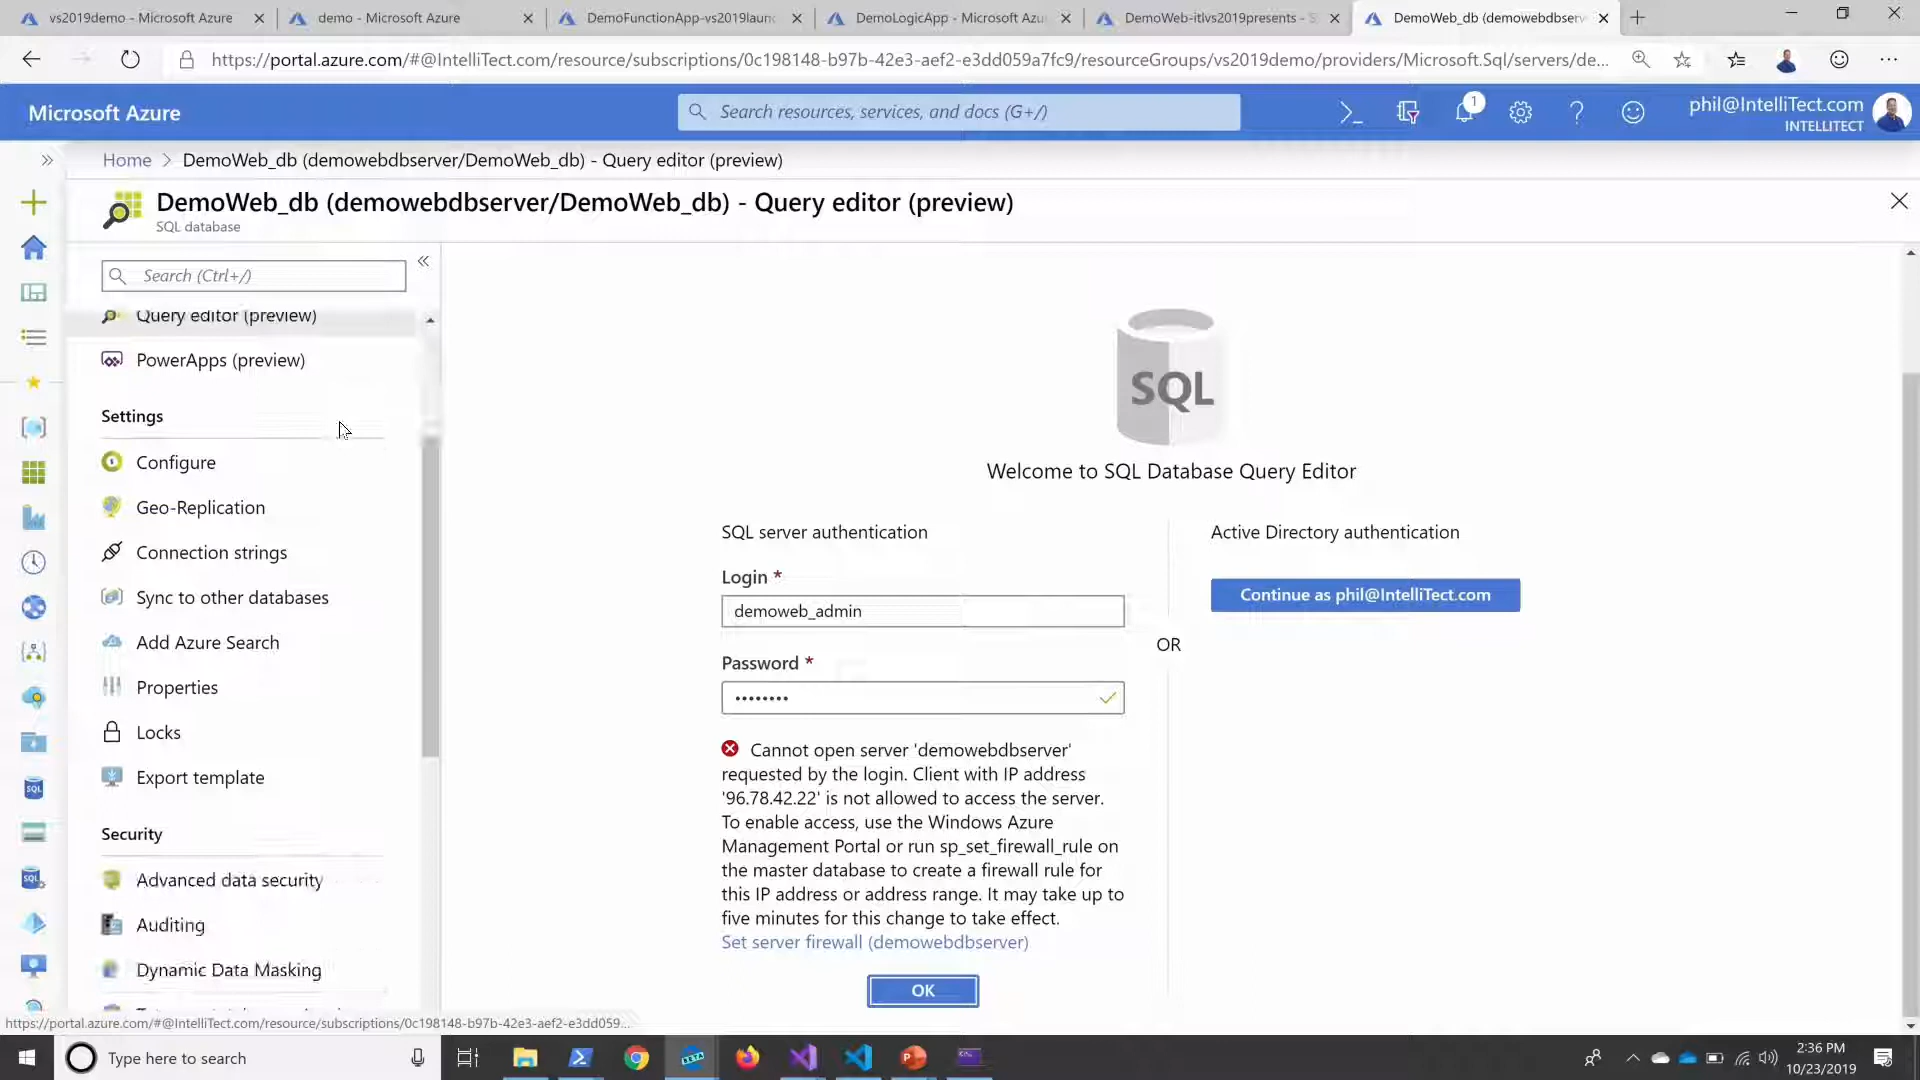 vs2019demo - Microsoft Azure
demo - Microsoft Azure
DemoFunctionApp-vs2019laun
DemoLogicApp - Microsoft Azu
DemoWeb-itlvs2019presents - S
DemoWeb_db (demowebdbserv
https://portal.azure.com/#@IntelliTect.com/resource/subscriptions/0c198148-b97b-42e3-aef2-e3dd059a7fc9/resourceGroups/vs2019demo/providers/Microsoft.Sql/servers/de...
Microsoft Azure
Search resources, services, and docs (G+/)
1
phil@IntelliTect.com
INTELLITECT
Home > DemoWeb_db (demowebdbserver/DemoWeb_db) - Query editor (preview)
DemoWeb_db (demowebdbserver/DemoWeb_db) - Query editor (preview)
SQL database
Search (Ctrl+/)
Query editor (preview)
PowerApps (preview)
Settings
Configure
Geo-Replication
Connection strings
Sync to other databases
Add Azure Search
Properties
Locks
Export template
Security
Advanced data security
Auditing
Dynamic Data Masking
SQL
Welcome to SQL Database Query Editor
SQL server authentication
Login *
demoweb_admin
Password *
Cannot open server 'demowebdbserver'
requested by the login. Client with IP address
'96.78.42.22' is not allowed to access the server.
To enable access, use the Windows Azure
Management Portal or run sp_set_firewall_rule on
the master database to create a firewall rule for
this IP address or address range. It may take up to
five minutes for this change to take effect.
Set server firewall (demowebdbserver)
OK
OR
Active Directory authentication
Continue as phil@IntelliTect.com
https://portal.azure.com/#@IntelliTect.com/resource/subscriptions/0c198148-b97b-42e3-aef2-e3dd059...
Type here to search
BETA
2:36 PM
10/23/2019